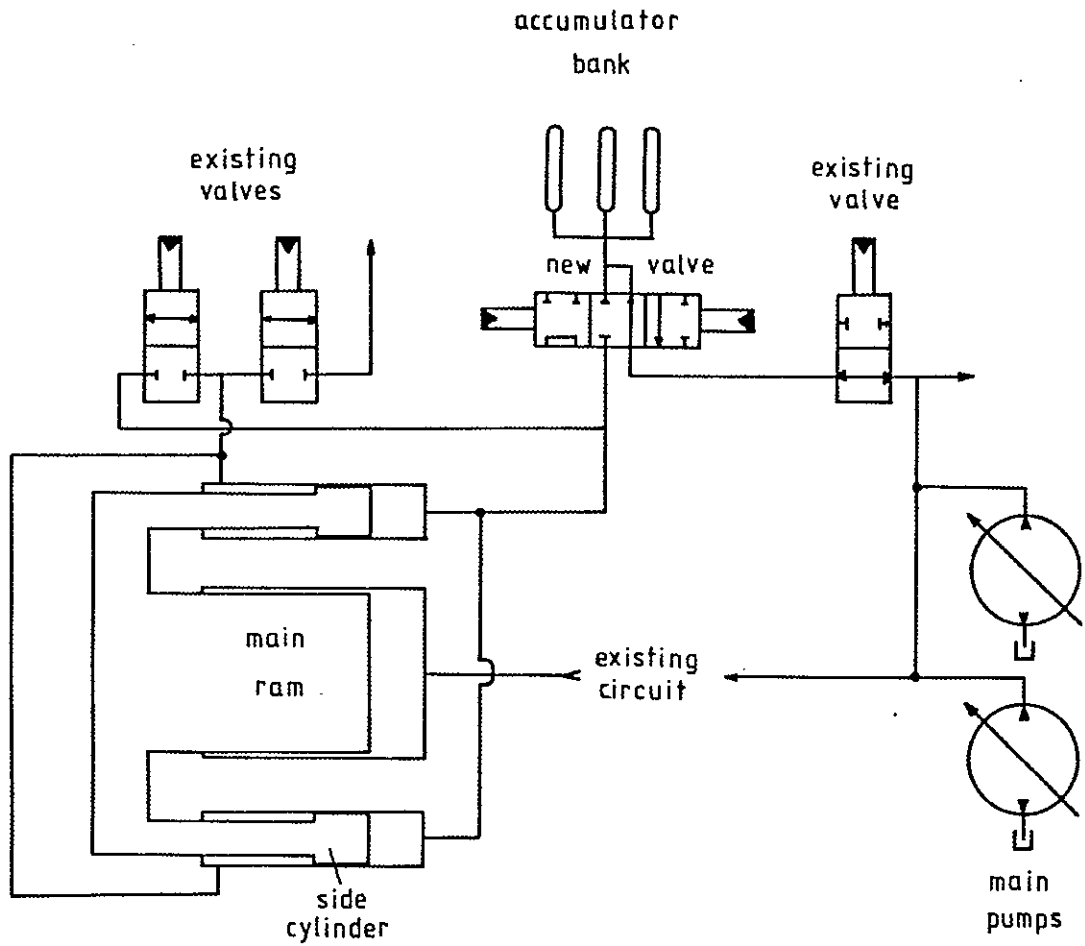 accumulator
bank
existing
valves
existing
valve
new valve
main
ram
existing
circuit
side
cylinder
main
pumps